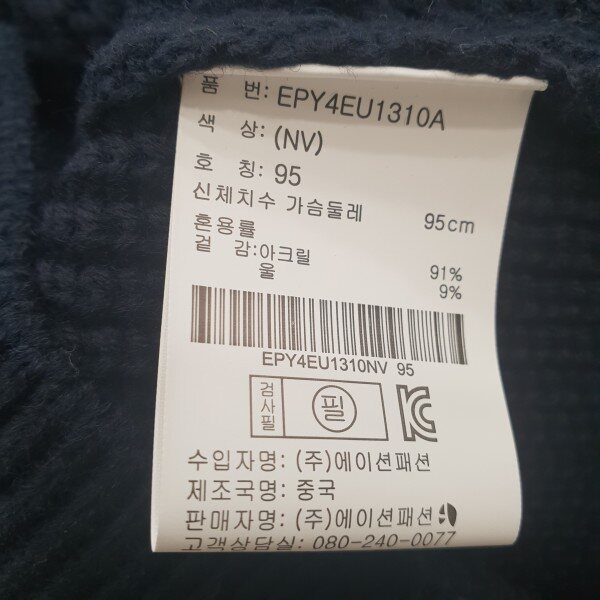 품 번: EPY4EU1310A
색 상: (NV)
호 칭: 95
신체치수 가슴둘레 95cm
혼용률
겉 감:아크릴 91%
울 9%
EPY4EU1310NV 95
검사필 필
수입자명: (주)에이션패션
제조국명: 중국
판매자명: (주)에이션패션
고객상담실: 080-240-0077